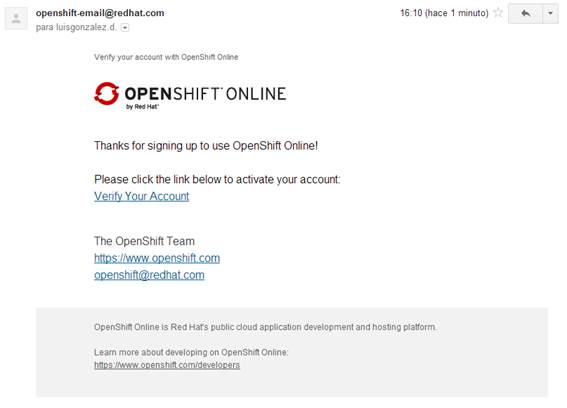 openshift-email@redhat.com 16:10 (hace 1 minuto)
para luisgonzalez.d.
Verify your account with OpenShift Online
OPENSHIFT ONLINE
by Red Hat
Thanks for signing up to use OpenShift Online!
Please click the link below to activate your account:
Verify Your Account
The OpenShift Team
https://www.openshift.com
openshift@redhat.com
OpenShift Online is Red Hat's public cloud application development and hosting platform.
Learn more about developing on OpenShift Online:
https://www.openshift.com/developers